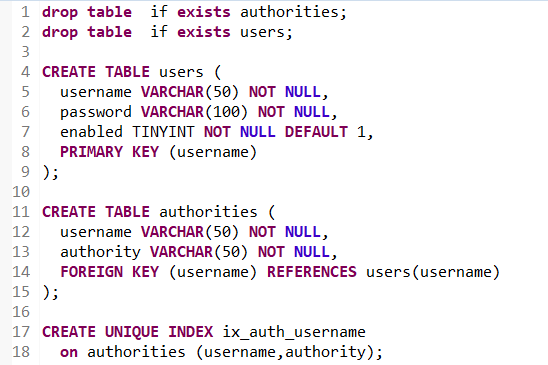 1 drop table  if exists authorities;
2 drop table  if exists users;
3
4 CREATE TABLE users (
5   username VARCHAR(50) NOT NULL,
6   password VARCHAR(100) NOT NULL,
7   enabled TINYINT NOT NULL DEFAULT 1,
8   PRIMARY KEY (username)
9 );
10
11 CREATE TABLE authorities (
12   username VARCHAR(50) NOT NULL,
13   authority VARCHAR(50) NOT NULL,
14   FOREIGN KEY (username) REFERENCES users(username)
15 );
16
17 CREATE UNIQUE INDEX ix_auth_username
18   on authorities (username,authority);